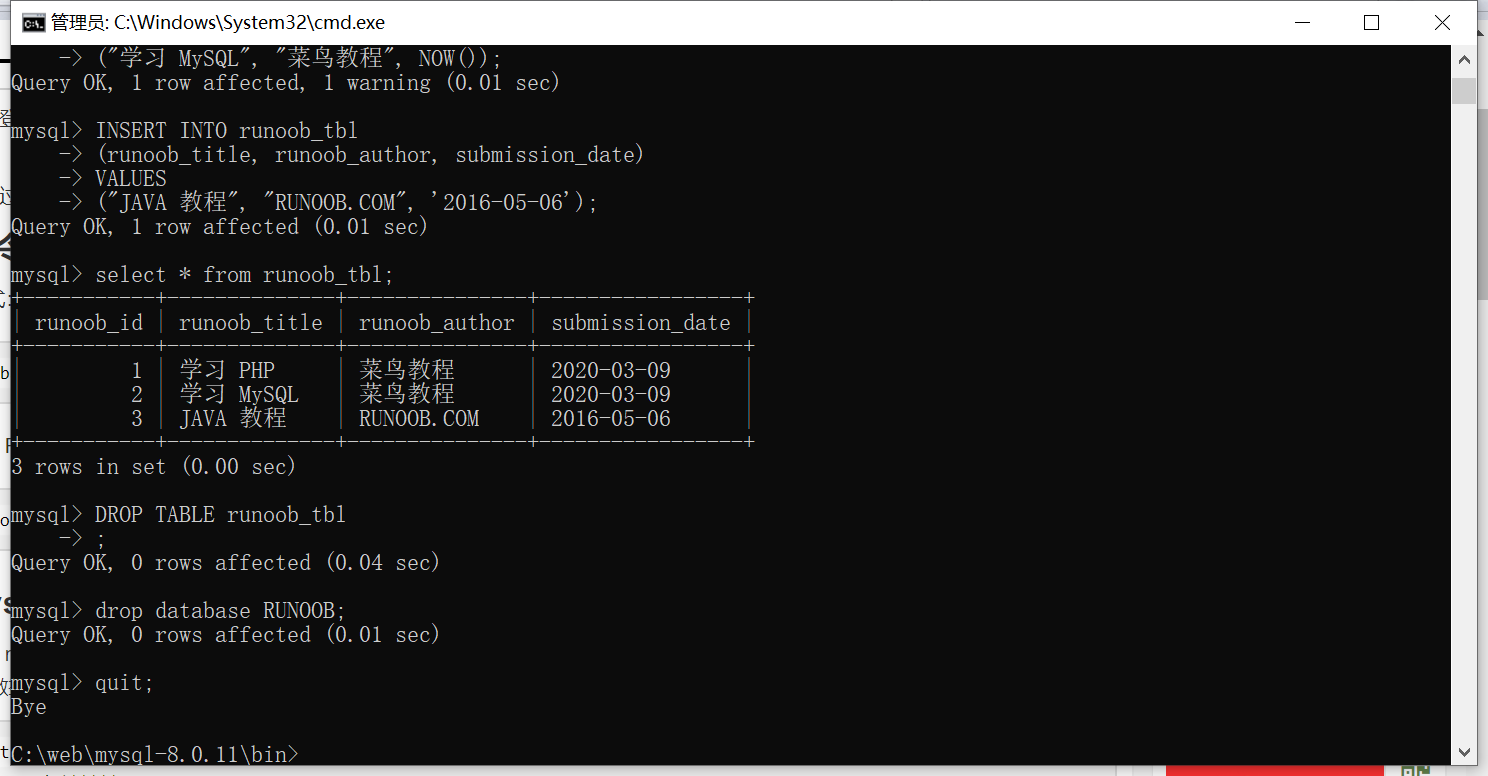 管理员: C:\Windows\System32\cmd.exe
-> ("学习 MySQL", "菜鸟教程", NOW());
Query OK, 1 row affected, 1 warning (0.01 sec)
mysql> INSERT INTO runoob_tbl
-> (runoob_title, runoob_author, submission_date)
-> VALUES
-> ("JAVA 教程", "RUNOOB.COM", '2016-05-06');
Query OK, 1 row affected (0.01 sec)
mysql> select * from runoob_tbl;
+-----------+--------------+---------------+-----------------+
| runoob_id | runoob_title | runoob_author | submission_date |
+-----------+--------------+---------------+-----------------+
| 1 | 学习 PHP | 菜鸟教程 | 2020-03-09 |
| 2 | 学习 MySQL | 菜鸟教程 | 2020-03-09 |
| 3 | JAVA 教程 | RUNOOB.COM | 2016-05-06 |
+-----------+--------------+---------------+-----------------+
3 rows in set (0.00 sec)
mysql> DROP TABLE runoob_tbl
-> ;
Query OK, 0 rows affected (0.04 sec)
mysql> drop database RUNOOB;
Query OK, 0 rows affected (0.01 sec)
mysql> quit;
Bye
C:\web\mysql-8.0.11\bin>